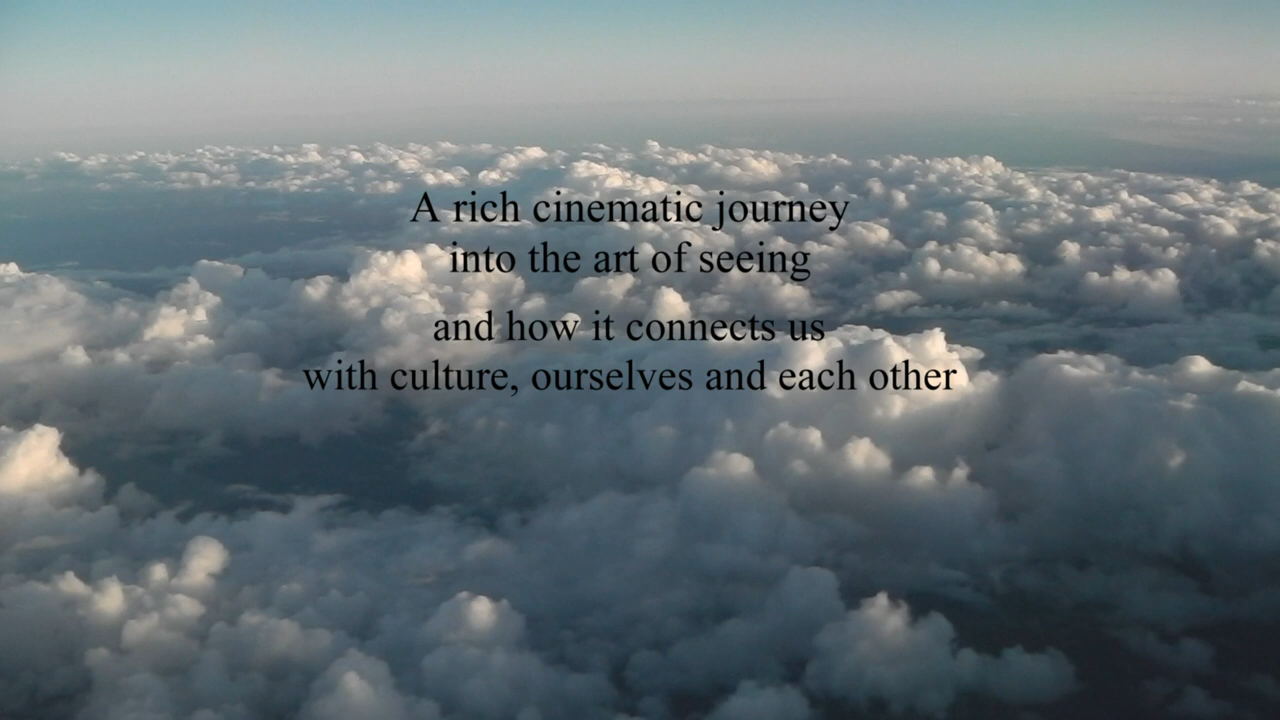 A rich cinematic journey
into the art of seeing
and how it connects us
with culture, ourselves and each other